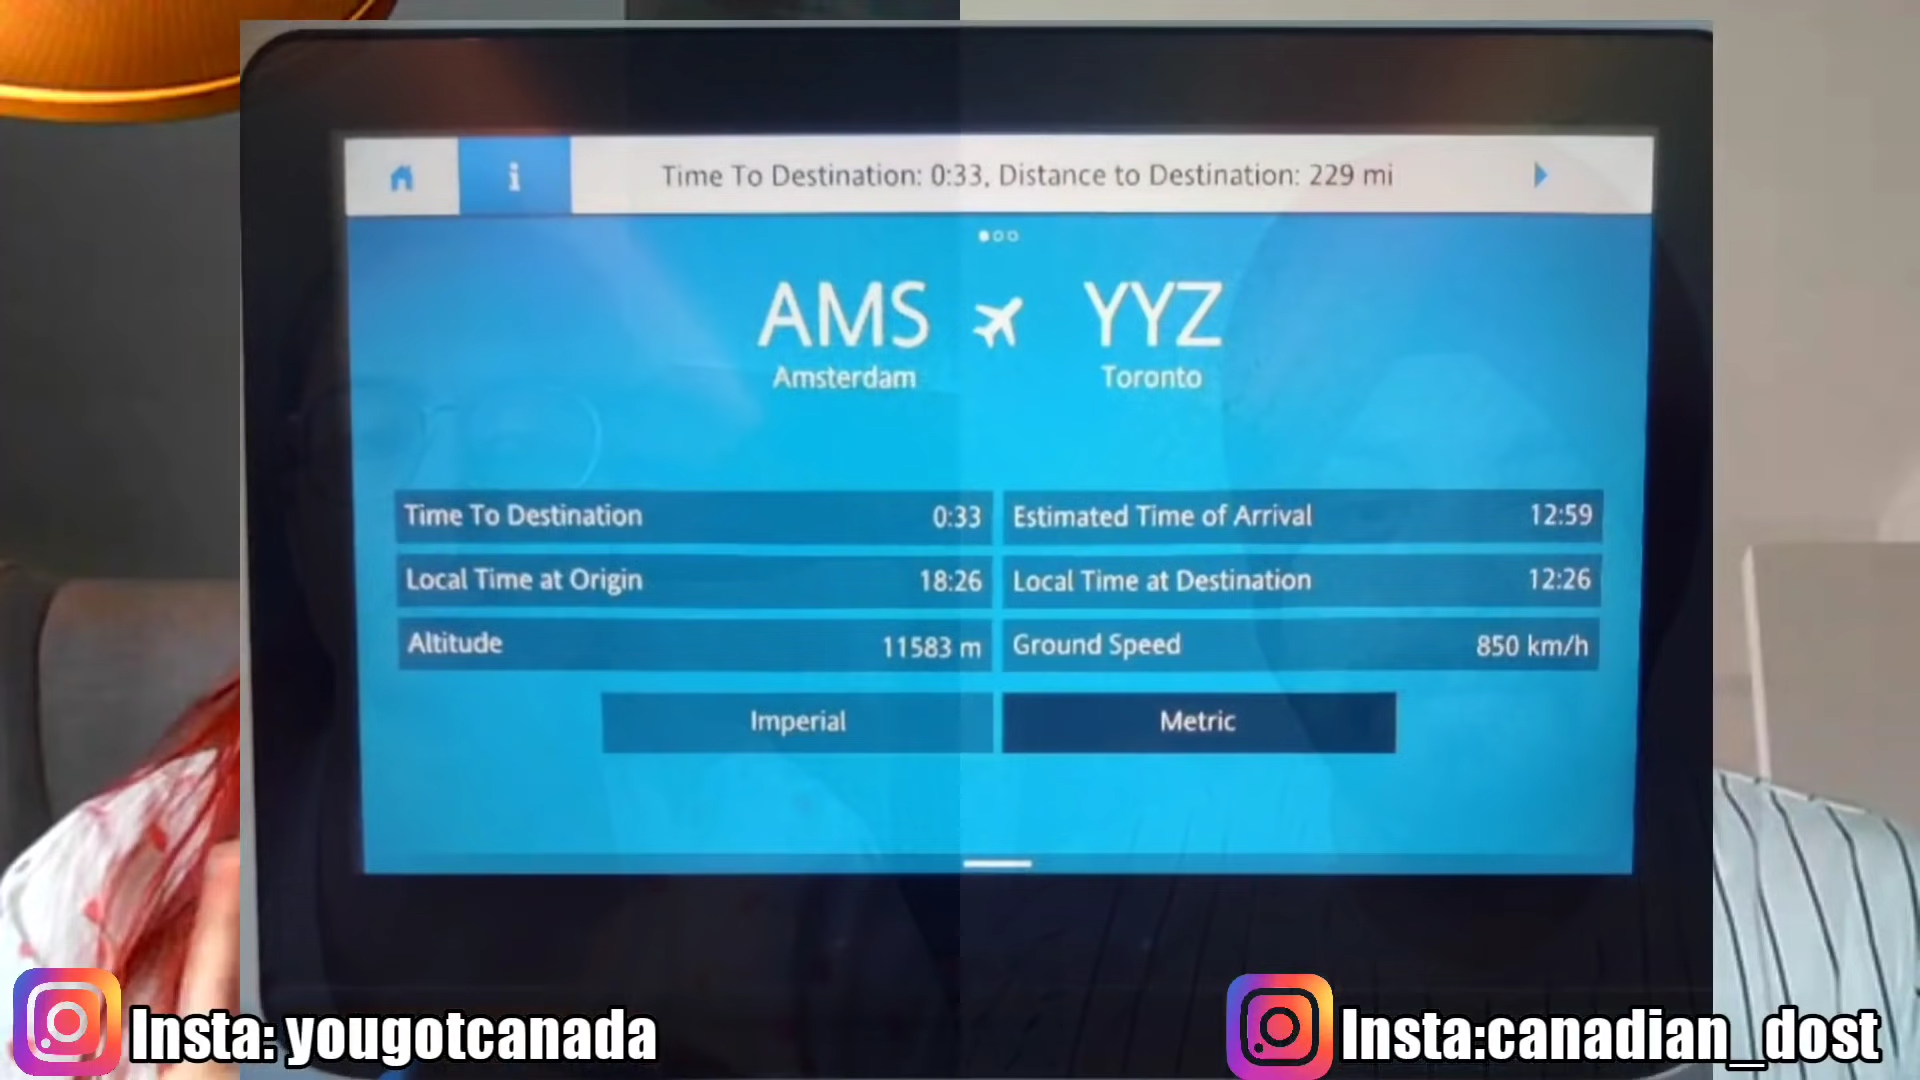 Time To Destination: 0:33, Distance to Destination: 229 mi
AMS YYZ
Amsterdam Toronto
Time To Destination 0:33 Estimated Time of Arrival 12:59
Local Time at Origin 18:26 Local Time at Destination 12:26
Altitude 11583 m Ground Speed 850 km/h
Imperial Metric
Insta: yougotcanada Insta:canadian_dost